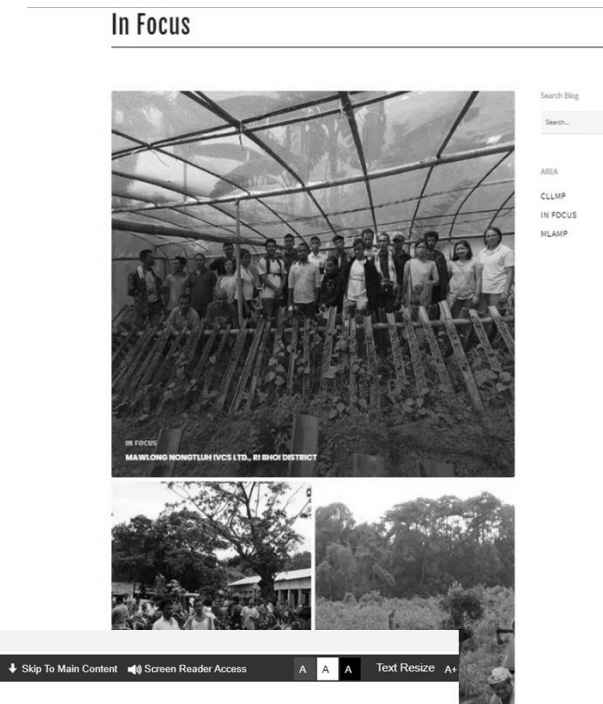 In Focus
Search Blog
Search...
AREA
CLLMP
IN FOCUS
MLAMP
IN FOCUS
MAWLONG NONGTLUH IVCS LTD., RI BHOI DISTRICT
Skip To Main Content Screen Reader Access A A A Text Resize A+